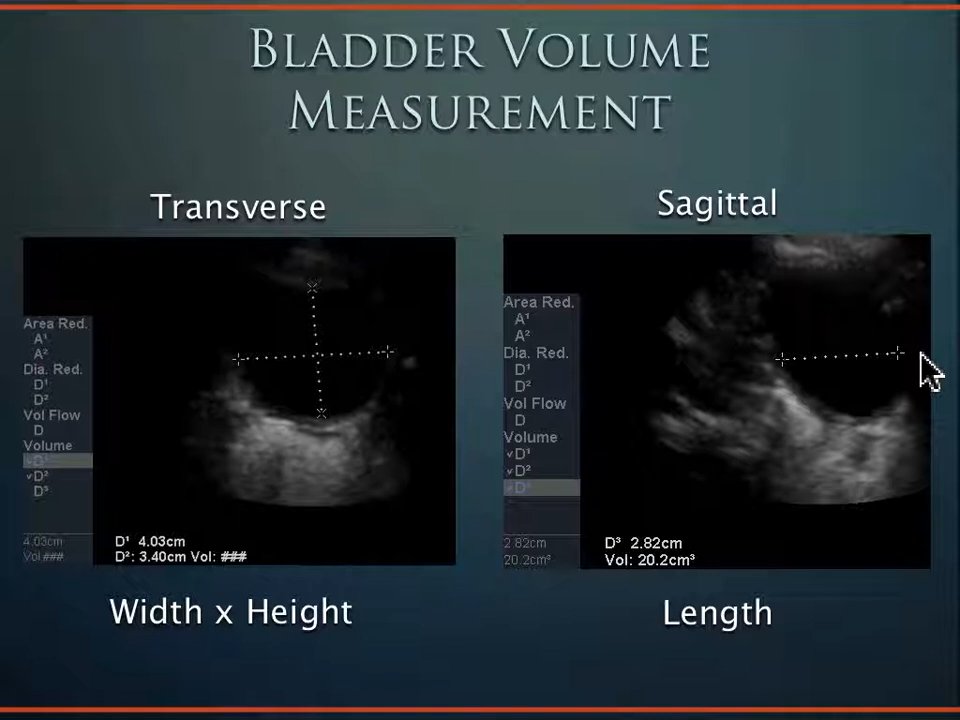 BLADDER VOLUME
MEASUREMENT
Transverse
Area Red.
A¹
A²
Dia. Red.
D¹
D²
Vol Flow
D
Volume
✓D¹
✓D²
D³
4.03cm
Vol ###
D¹ 4.03cm
D²: 3.40cm Vol: ###
Width x Height
Sagittal
Area Red.
A¹
A²
Dia. Red.
D¹
D²
Vol Flow
D
Volume
✓D¹
✓D²
✓D³
2.82cm
20.2cm³
D³ 2.82cm
Vol: 20.2cm³
Length